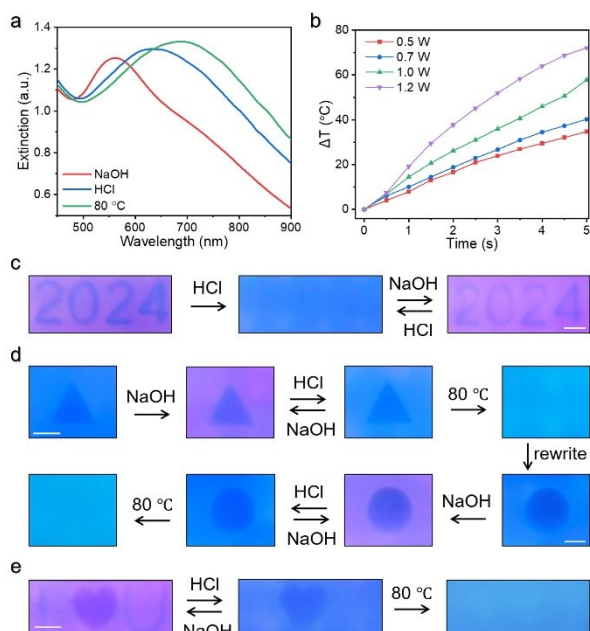 a
Extinction (a.u.)
1.4
1.2
1.0
0.8
0.6
NaOH
HCl
80 °C
500 600 700 800 900
Wavelength (nm)
b
ΔT (°C)
80
60
40
20
0
0.5 W
0.7 W
1.0 W
1.2 W
0 1 2 3 4 5
Time (s)
c
2024
HCl
NaOH
HCl
2024
d
NaOH
HCl
NaOH
80 °C
rewrite
80 °C
HCl
NaOH
NaOH
e
I U
HCl
NaOH
80 °C